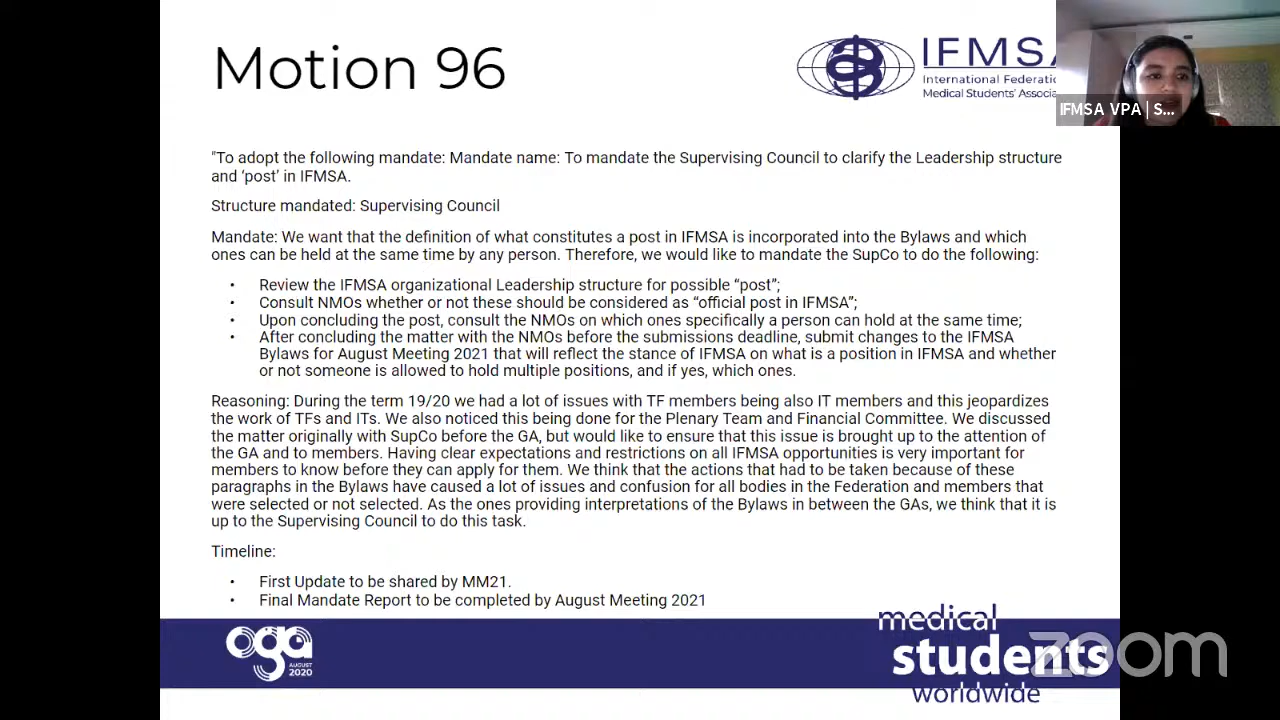 Motion 96
IFMSA
International Federatio
Medical Students' Associa
IFMSA VPA | S...
"To adopt the following mandate: Mandate name: To mandate the Supervising Council to clarify the Leadership structure
and ‘post’ in IFMSA.
Structure mandated: Supervising Council
Mandate: We want that the definition of what constitutes a post in IFMSA is incorporated into the Bylaws and which
ones can be held at the same time by any person. Therefore, we would like to mandate the SupCo to do the following:
• Review the IFMSA organizational Leadership structure for possible “post”;
• Consult NMOs whether or not these should be considered as “official post in IFMSA”;
• Upon concluding the post, consult the NMOs on which ones specifically a person can hold at the same time;
• After concluding the matter with the NMOs before the submissions deadline, submit changes to the IFMSA
Bylaws for August Meeting 2021 that will reflect the stance of IFMSA on what is a position in IFMSA and whether
or not someone is allowed to hold multiple positions, and if yes, which ones.
Reasoning: During the term 19/20 we had a lot of issues with TF members being also IT members and this jeopardizes
the work of TFs and ITs. We also noticed this being done for the Plenary Team and Financial Committee. We discussed
the matter originally with SupCo before the GA, but would like to ensure that this issue is brought up to the attention of
the GA and to members. Having clear expectations and restrictions on all IFMSA opportunities is very important for
members to know before they can apply for them. We think that the actions that had to be taken because of these
paragraphs in the Bylaws have caused a lot of issues and confusion for all bodies in the Federation and members that
were selected or not selected. As the ones providing interpretations of the Bylaws in between the GAs, we think that it is
up to the Supervising Council to do this task.
Timeline:
• First Update to be shared by MM21.
• Final Mandate Report to be completed by August Meeting 2021
oga
AUGUST
2020
medical
students
worldwide
zoom